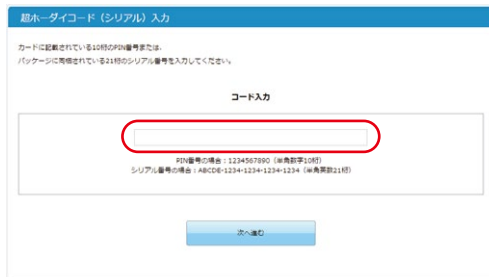 超ホーダイコード（シリアル）入力
カードに記載されている10桁のPIN番号または、
パッケージに同梱されている21桁のシリアル番号を入力してください。
コード入力
PIN番号の場合：1234567890（半角数字10桁）
シリアル番号の場合：ABCDE-1234-1234-1234-1234（半角英数21桁）
次へ進む